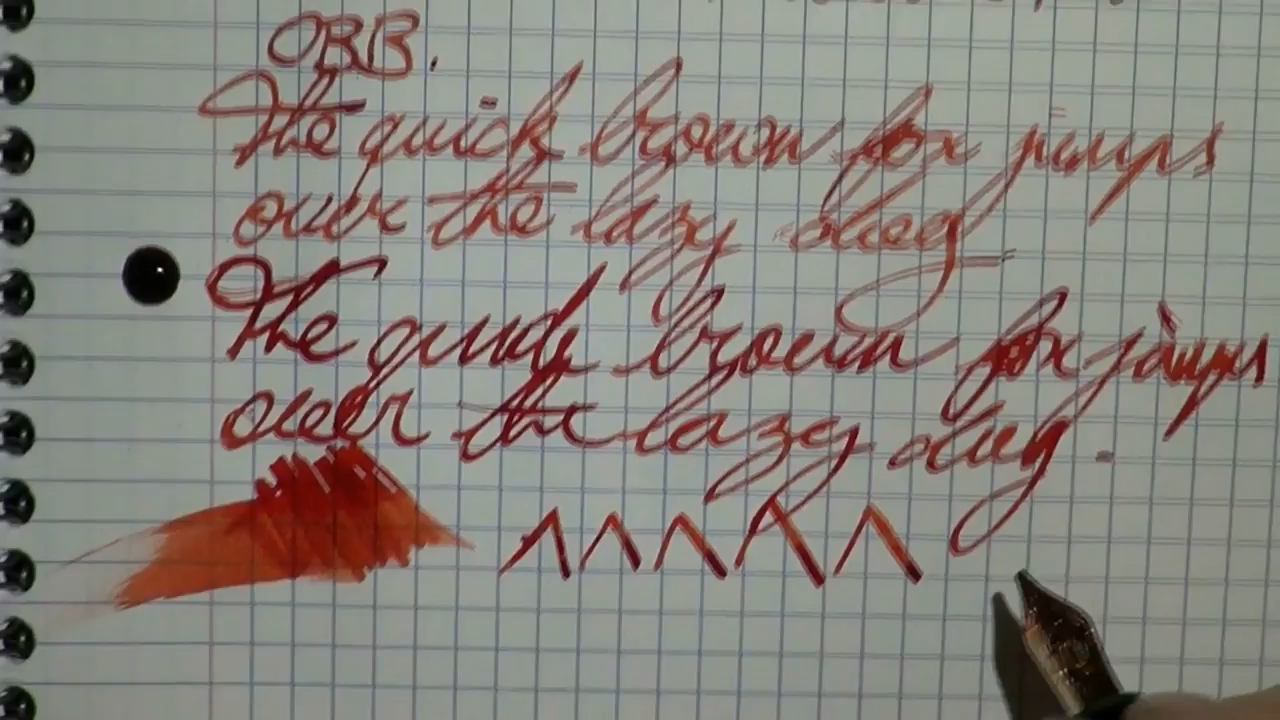 OBB.
The quick brown fox jumps
over the lazy dog.
The quick brown fox jumps
over the lazy dog.